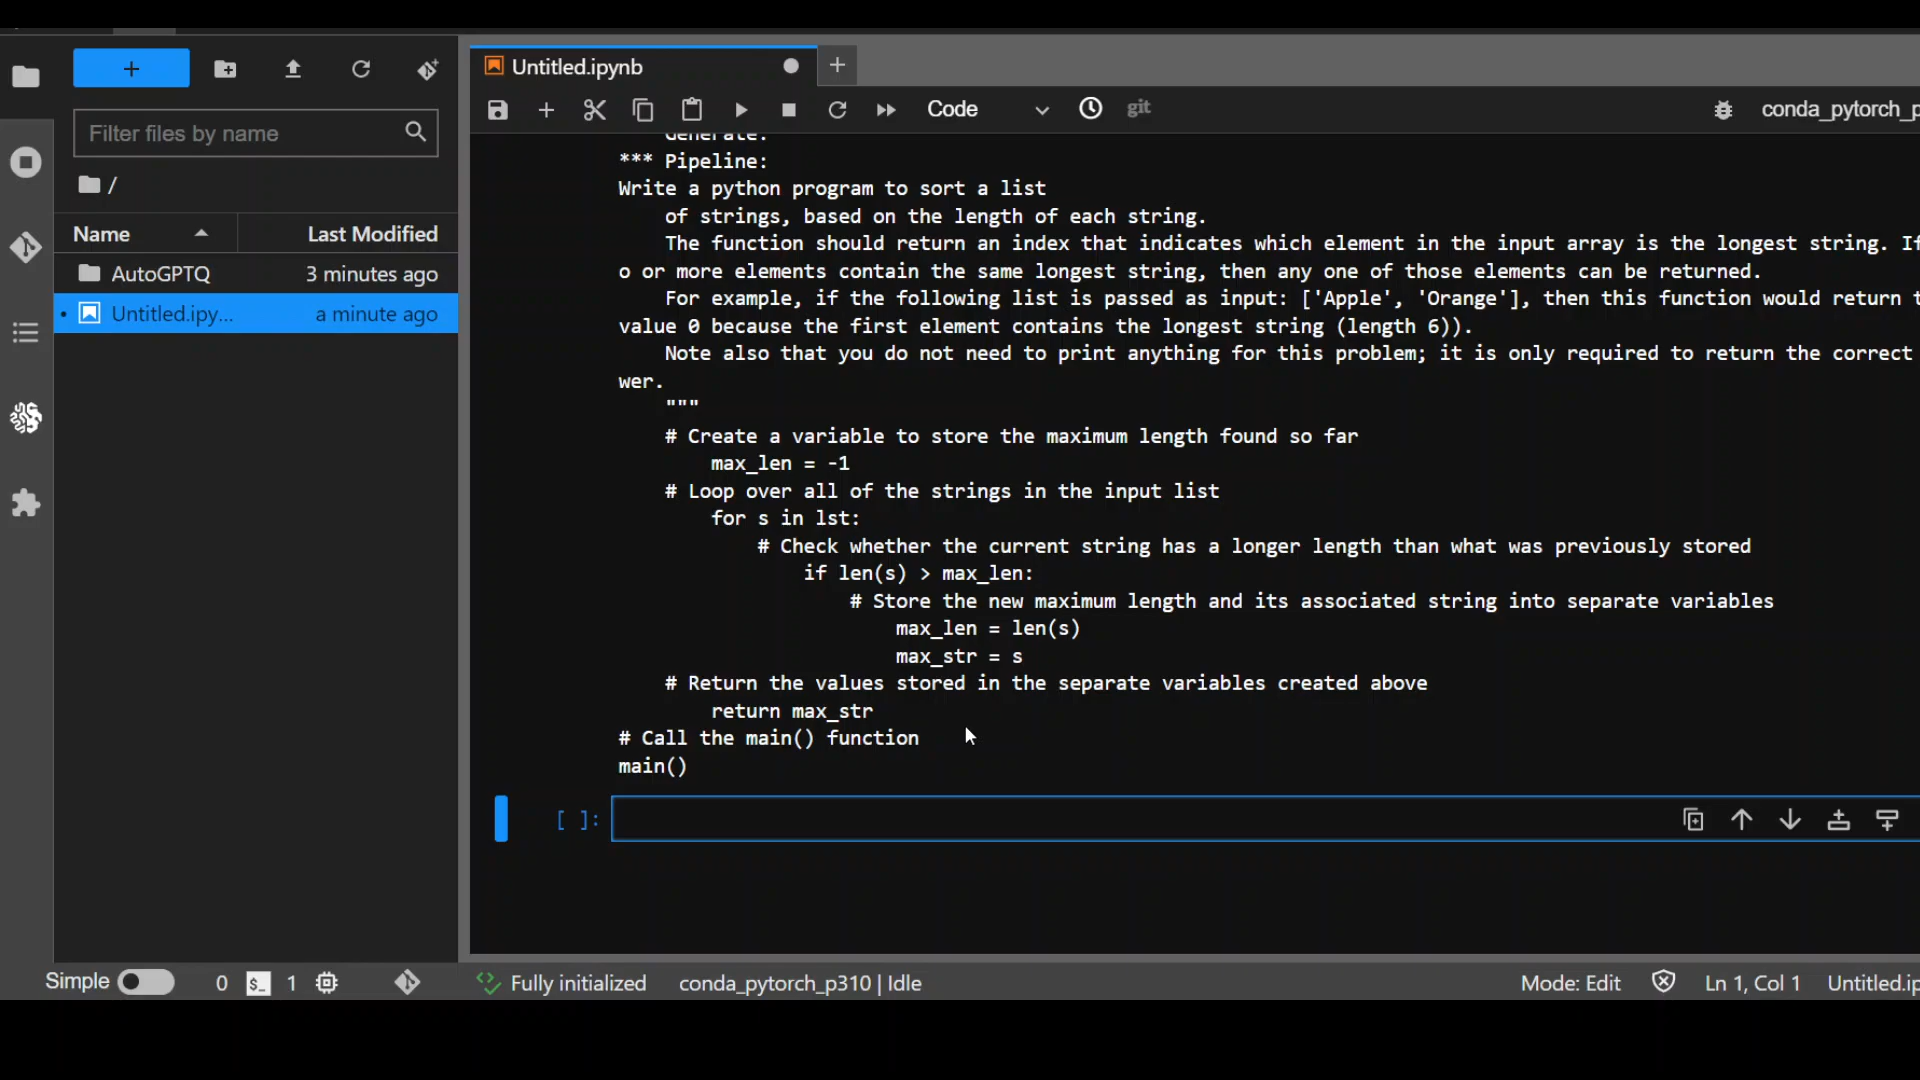 Untitled.ipynb
Filter files by name
Code
git
conda_pytorch_p
/
Name
Last Modified
AutoGPTQ
3 minutes ago
Untitled.ipy...
a minute ago
Generate:
*** Pipeline:
Write a python program to sort a list
of strings, based on the length of each string.
The function should return an index that indicates which element in the input array is the longest string. If
o or more elements contain the same longest string, then any one of those elements can be returned.
For example, if the following list is passed as input: ['Apple', 'Orange'], then this function would return t
value 0 because the first element contains the longest string (length 6)).
Note also that you do not need to print anything for this problem; it is only required to return the correct
wer.
"""
# Create a variable to store the maximum length found so far
max_len = -1
# Loop over all of the strings in the input list
for s in lst:
# Check whether the current string has a longer length than what was previously stored
if len(s) > max_len:
# Store the new maximum length and its associated string into separate variables
max_len = len(s)
max_str = s
# Return the values stored in the separate variables created above
return max_str
# Call the main() function
main()
[ ]:
Simple
0
$_
1
Fully initialized
conda_pytorch_p310 | Idle
Mode: Edit
Ln 1, Col 1
Untitled.ip